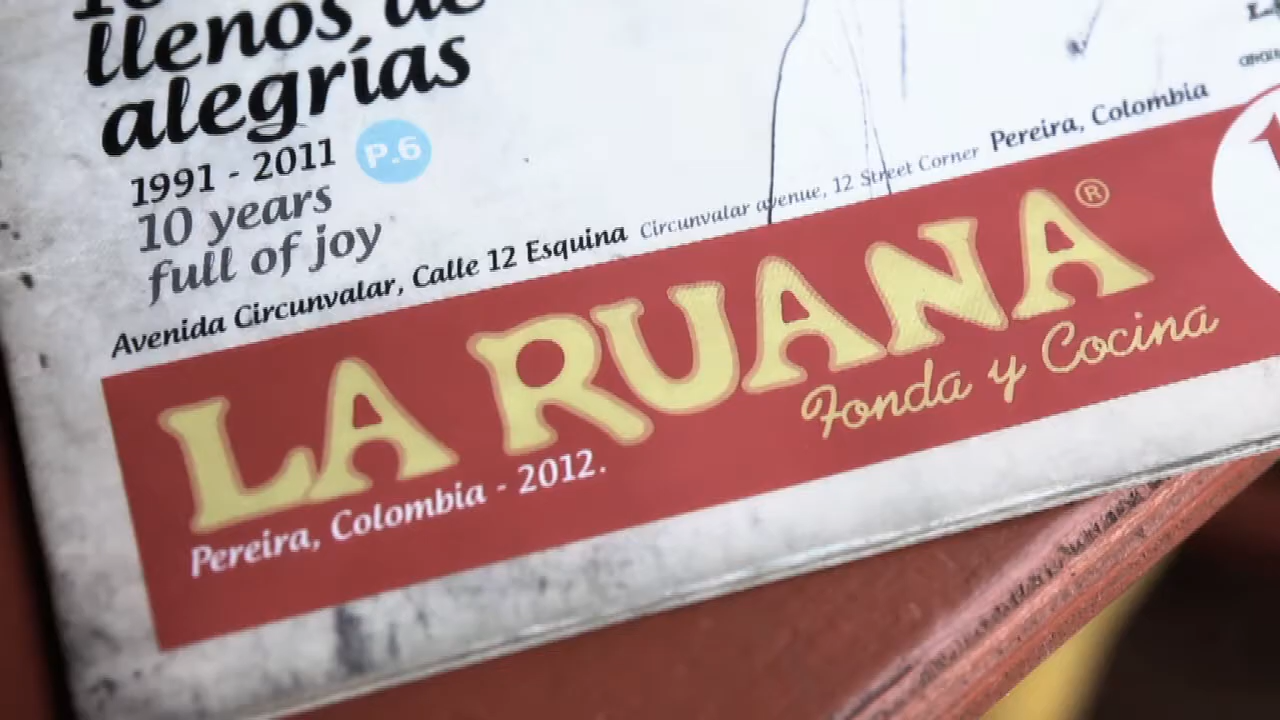 llenos de
alegrías
1991 - 2011 P.6
10 years
full of joy
Avenida Circunvalar, Calle 12 Esquina Circunvalar avenue, 12 Street Corner Pereira, Colombia
LA RUANA®
Fonda y Cocina
Pereira, Colombia - 2012.